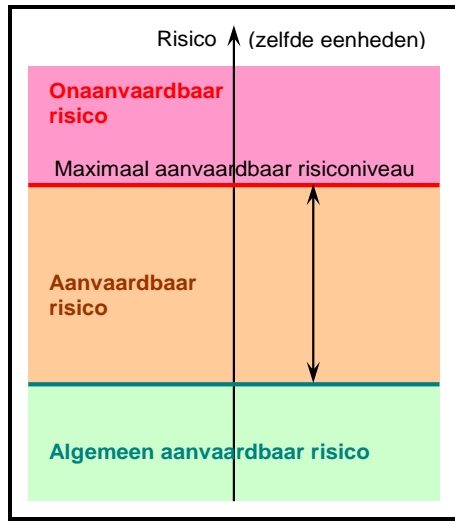 Risico (zelfde eenheden)
Onaanvaardbaar
risico
Maximaal aanvaardbaar risiconiveau
Aanvaardbaar
risico
Algemeen aanvaardbaar risico